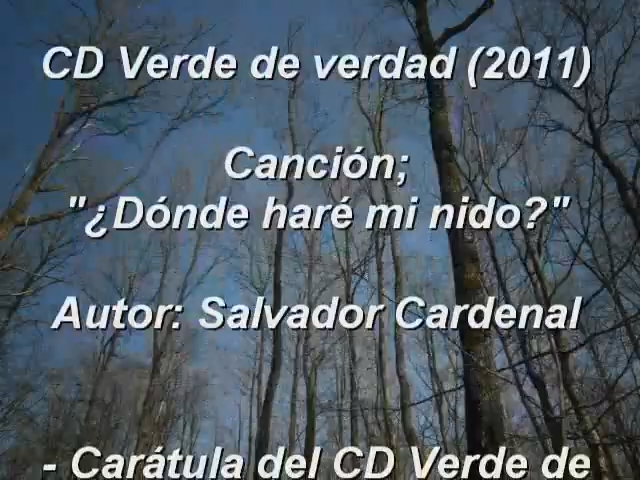 CD Verde de verdad (2011)
Canción;
"¿Dónde haré mi nido?"
Autor: Salvador Cardenal
- Carátula del CD Verde de